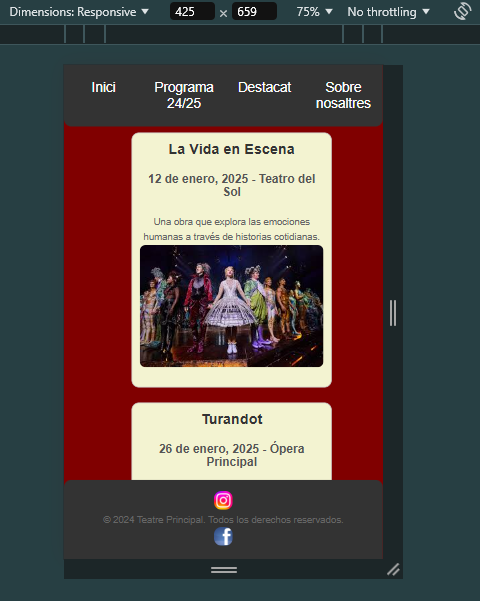 Dimensions: Responsive 425 × 659 75% No throttling
Inici Programa 24/25 Destacat Sobre nosaltres
La Vida en Escena
12 de enero, 2025 - Teatro del
Sol
Una obra que explora las emociones
humanas a través de historias cotidianas.
Turandot
26 de enero, 2025 - Ópera
Principal
© 2024 Teatre Principal. Todos los derechos reservados.
f